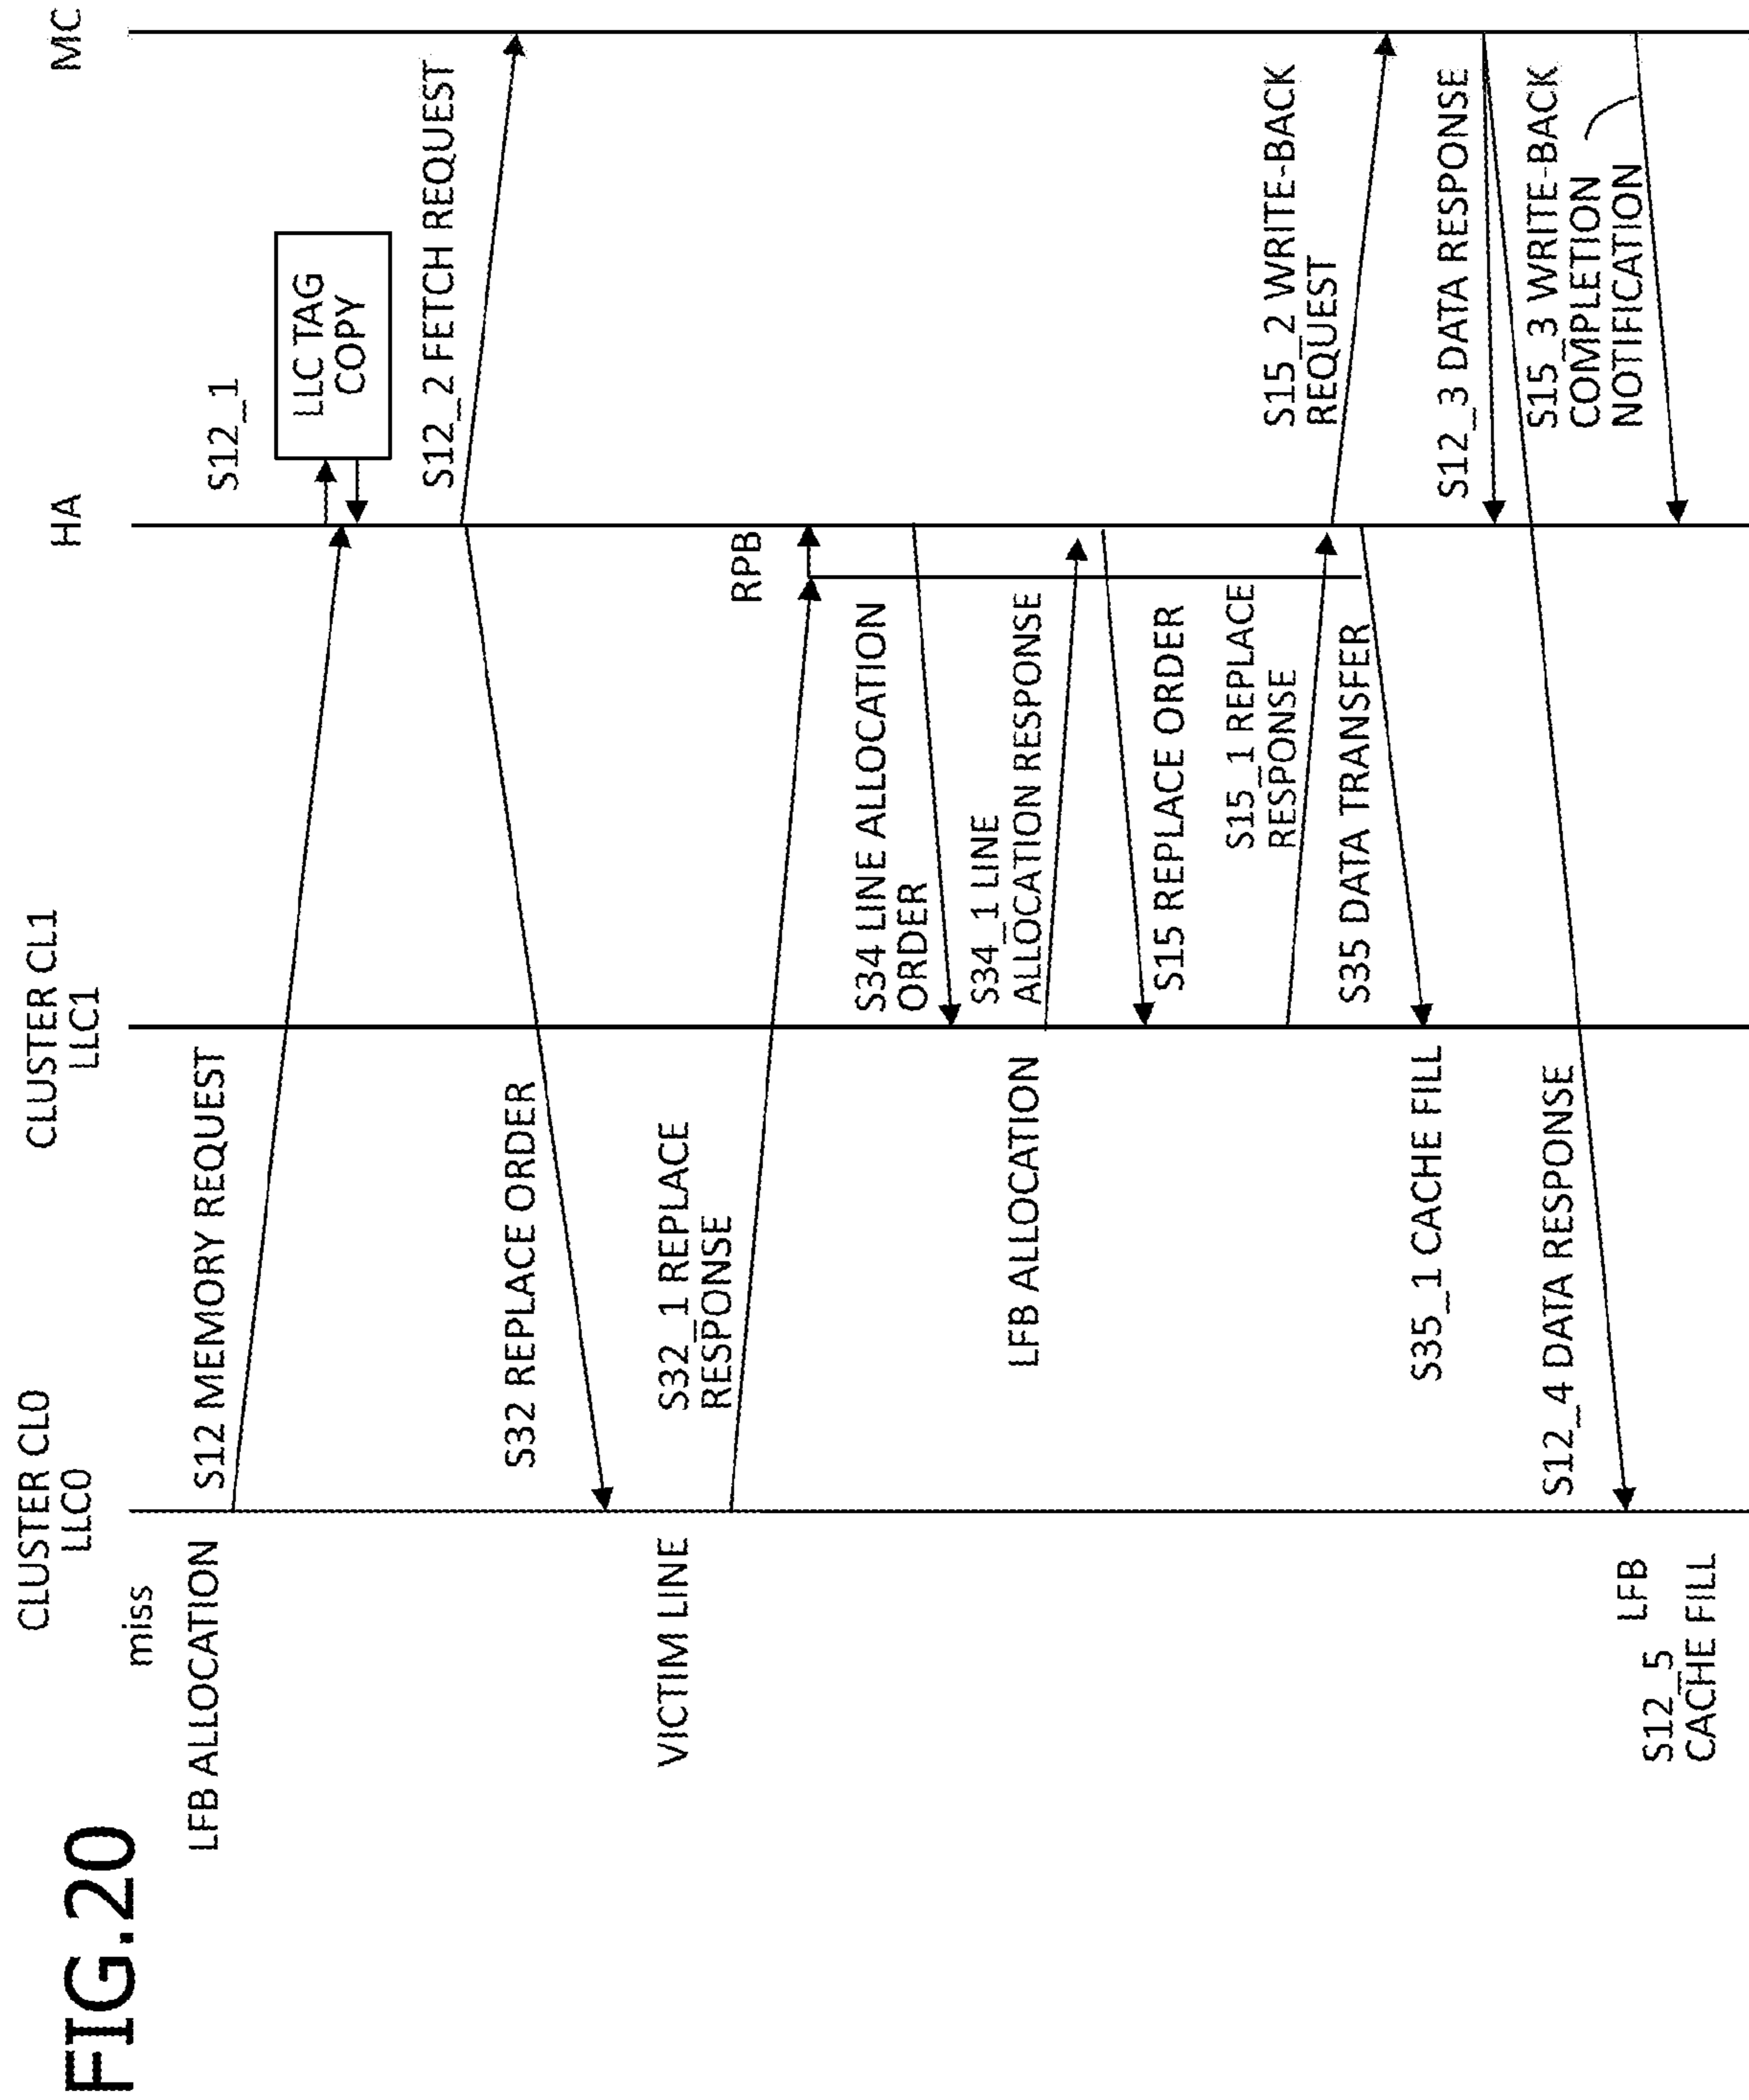 FIG.20
CLUSTER CL0
LLC0
CLUSTER CL1
LLC1
HA
MC
miss
LFB ALLOCATION
S12 MEMORY REQUEST
S12_1
LLC TAG
COPY
S12_2 FETCH REQUEST
S32 REPLACE ORDER
VICTIM LINE
S32_1 REPLACE
RESPONSE
RPB
S34 LINE ALLOCATION
ORDER
S34_1 LINE
ALLOCATION RESPONSE
LFB ALLOCATION
S15 REPLACE ORDER
S15_1 REPLACE
RESPONSE
S15_2 WRITE-BACK
REQUEST
S35 DATA TRANSFER
S35_1 CACHE FILL
S12_3 DATA RESPONSE
S15_3 WRITE-BACK
COMPLETION
NOTIFICATION
S12_4 DATA RESPONSE
LFB
S12_5
CACHE FILL